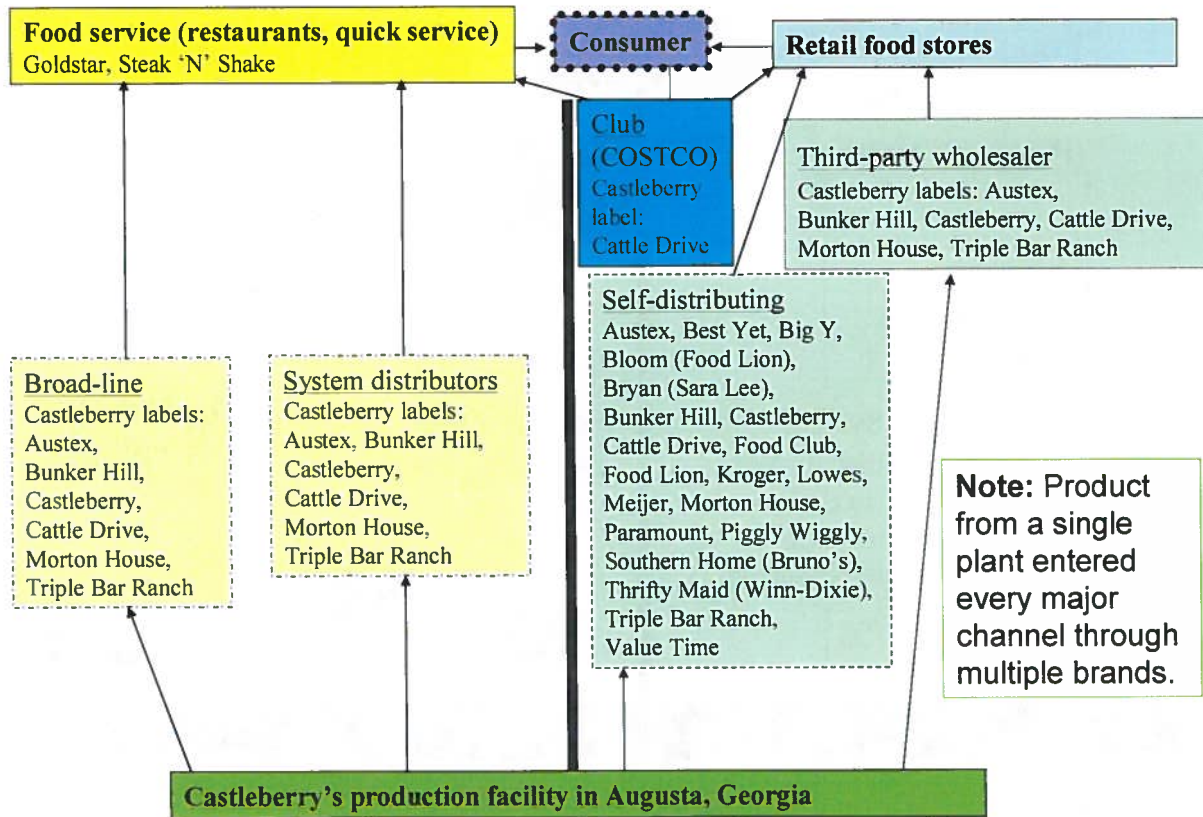 Food service (restaurants, quick service)
Goldstar, Steak ‘N’ Shake
Consumer
Retail food stores
Club
(COSTCO)
Castleberry
label:
Cattle Drive
Third-party wholesaler
Castleberry labels: Austex,
Bunker Hill, Castleberry, Cattle Drive,
Morton House, Triple Bar Ranch
Broad-line
Castleberry labels:
Austex,
Bunker Hill,
Castleberry,
Cattle Drive,
Morton House,
Triple Bar Ranch
System distributors
Castleberry labels:
Austex, Bunker Hill,
Castleberry,
Cattle Drive,
Morton House,
Triple Bar Ranch
Self-distributing
Austex, Best Yet, Big Y,
Bloom (Food Lion),
Bryan (Sara Lee),
Bunker Hill, Castleberry,
Cattle Drive, Food Club,
Food Lion, Kroger, Lowes,
Meijer, Morton House,
Paramount, Piggly Wiggly,
Southern Home (Bruno’s),
Thrifty Maid (Winn-Dixie),
Triple Bar Ranch,
Value Time
Note: Product
from a single
plant entered
every major
channel through
multiple brands.
Castleberry’s production facility in Augusta, Georgia